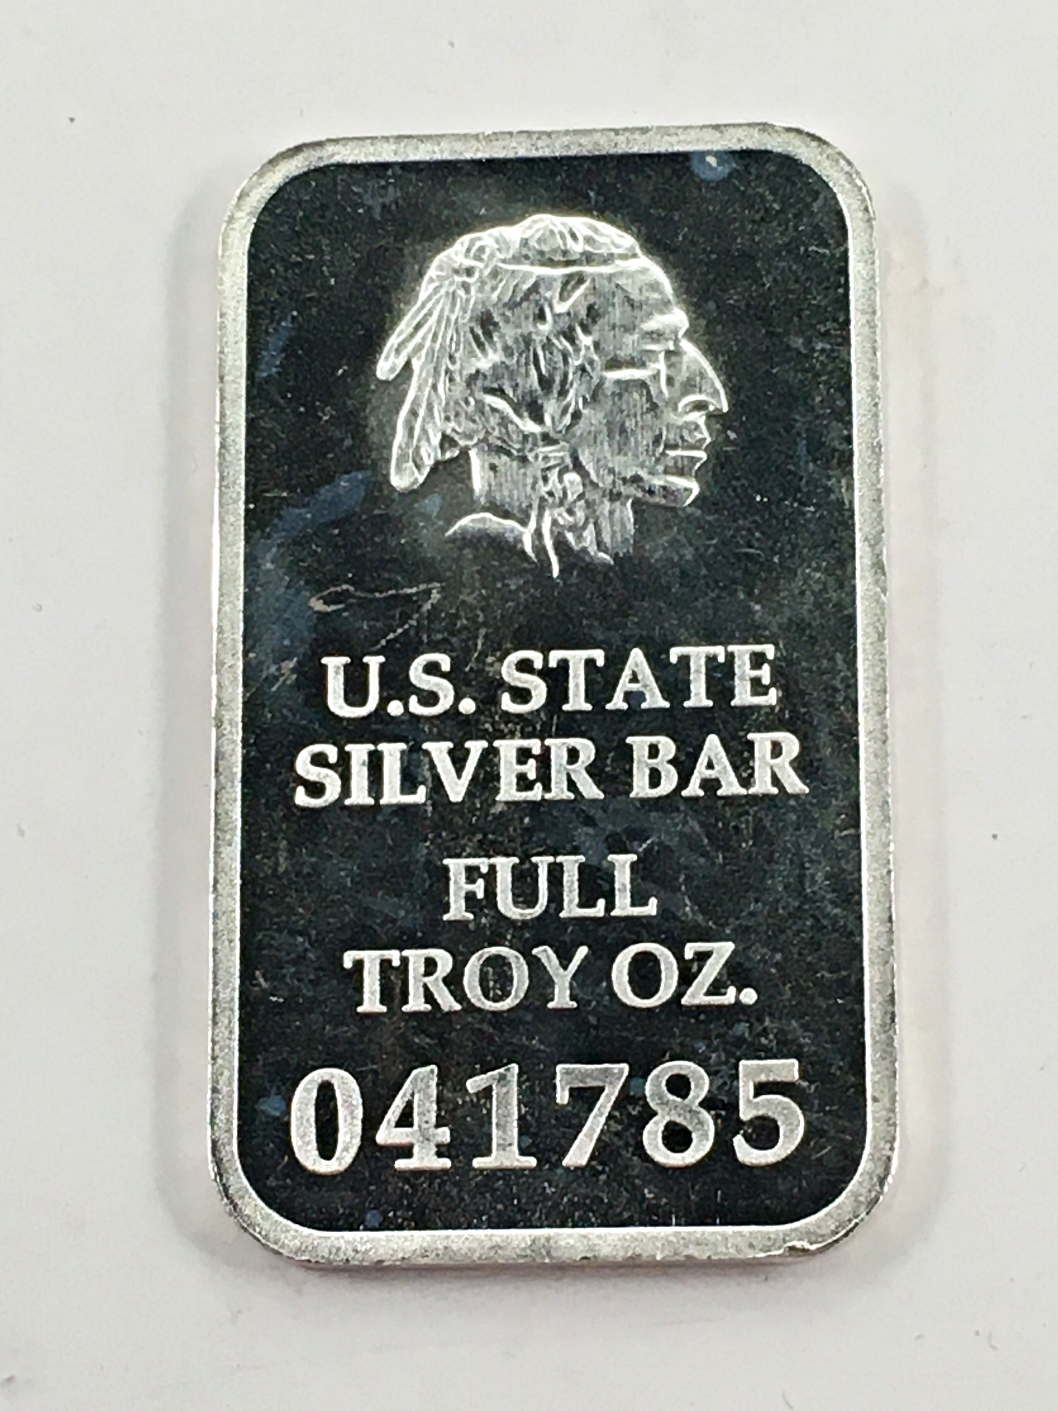 U.S. STATE
SILVER BAR
FULL
TROY OZ.
041785